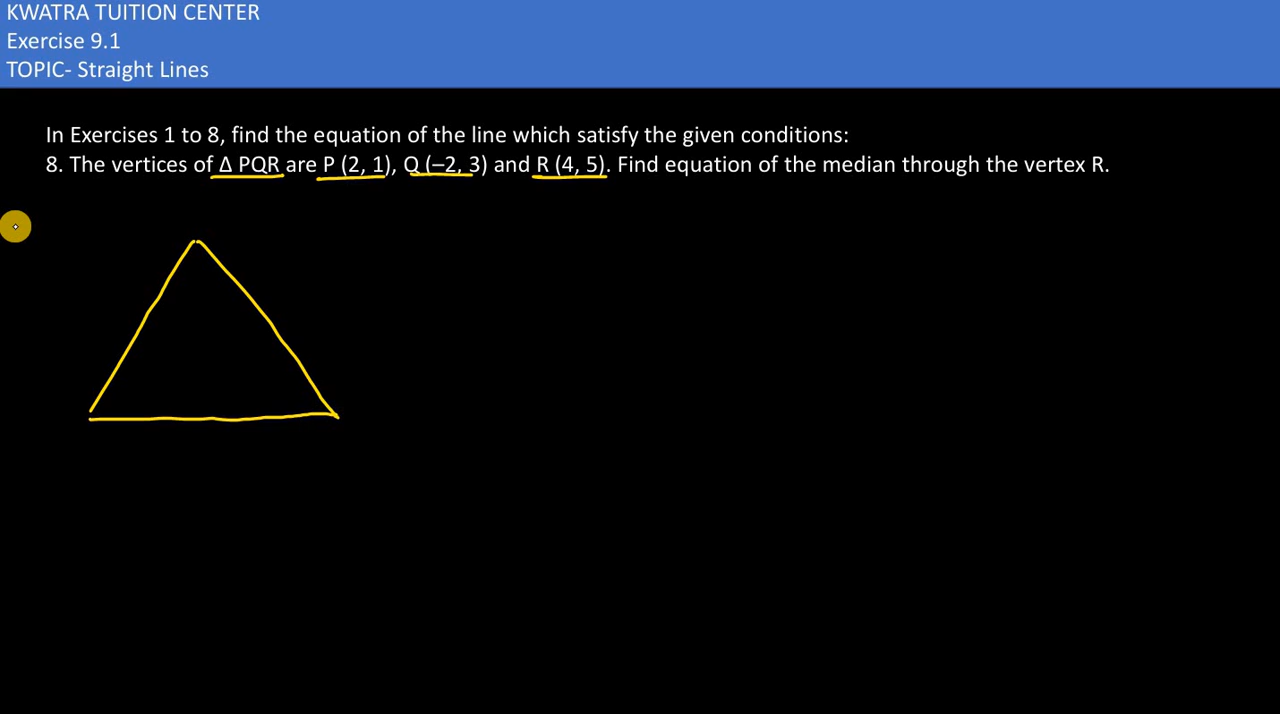 KWATRA TUITION CENTER
Exercise 9.1
TOPIC- Straight Lines
In Exercises 1 to 8, find the equation of the line which satisfy the given conditions:
8. The vertices of Δ PQR are P (2, 1), Q (–2, 3) and R (4, 5). Find equation of the median through the vertex R.